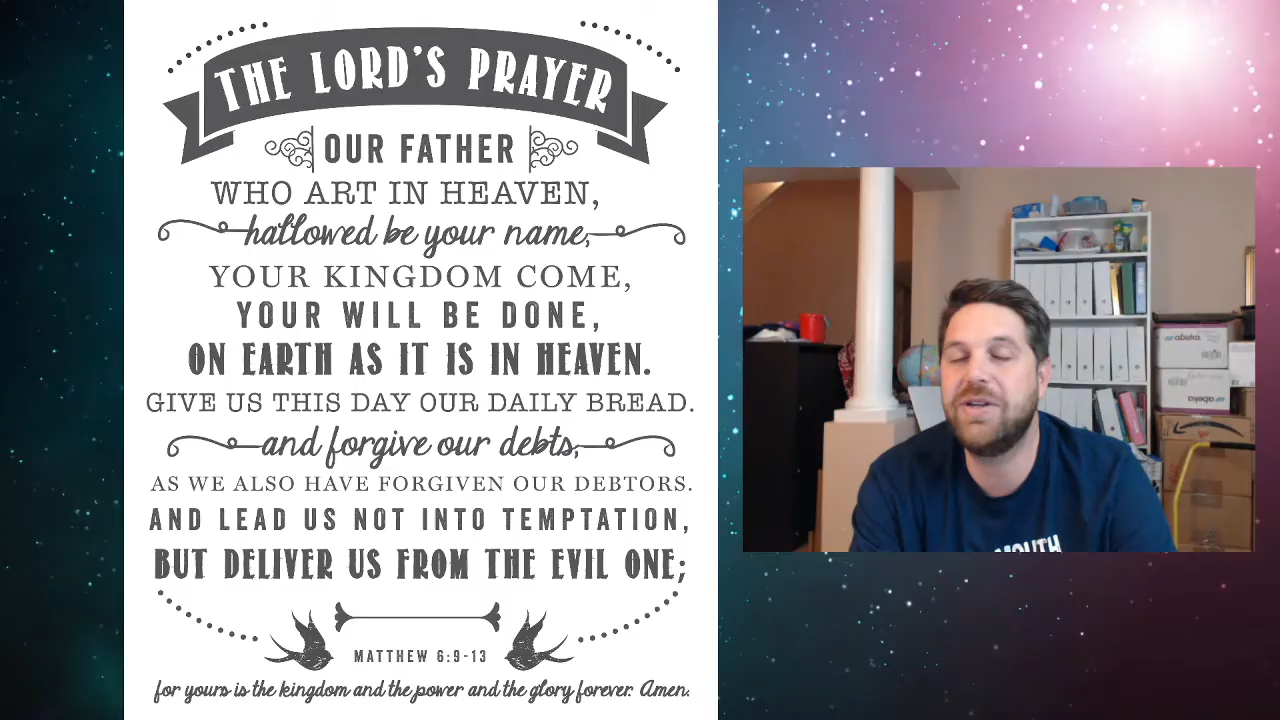 THE LORD'S PRAYER
OUR FATHER
WHO ART IN HEAVEN,
hallowed be your name,
YOUR KINGDOM COME,
YOUR WILL BE DONE,
ON EARTH AS IT IS IN HEAVEN.
GIVE US THIS DAY OUR DAILY BREAD.
and forgive our debts,
AS WE ALSO HAVE FORGIVEN OUR DEBTORS.
AND LEAD US NOT INTO TEMPTATION,
BUT DELIVER US FROM THE EVIL ONE;
MATTHEW 6:9-13
for yours is the kingdom and the power and the glory forever. Amen.
abeka
abeka